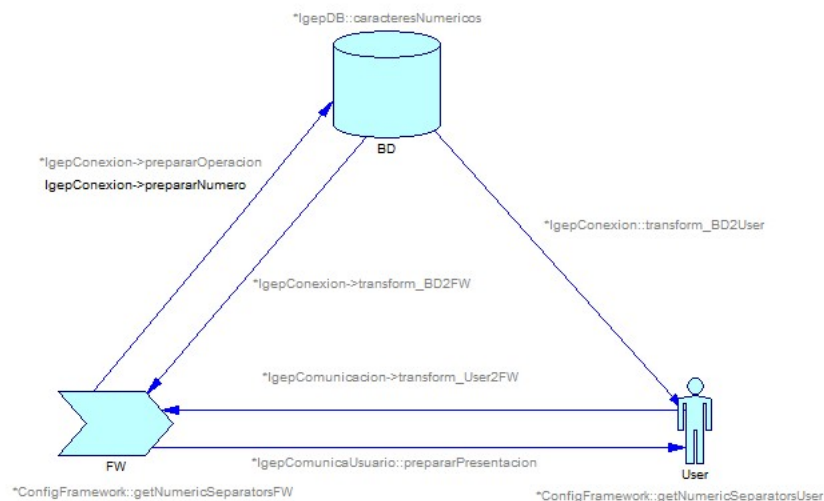 *IgepDB::caracteresNumericos
BD
*IgepConexion->prepararOperacion
IgepConexion->prepararNumero
*IgepConexion::transform_BD2User
*IgepConexion->transform_BD2FW
*IgepComunicacion->transform_User2FW
*IgepComunicaUsuario::prepararPresentacion
FW
User
*ConfigFramework::getNumericSeparatorsFW
*ConfigFramework::getNumericSeparatorsUser